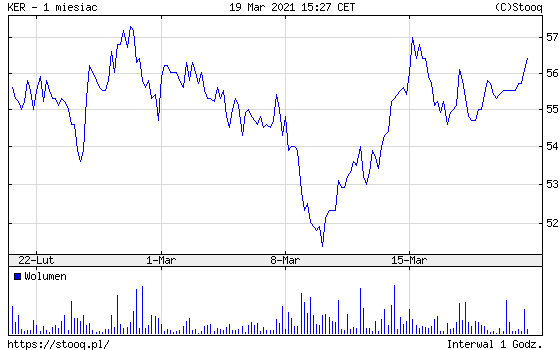 KER - 1 miesiac 19 Mar 2021 15:27 CET (C)Stooq
57
56
55
54
53
52
22-Lut 1-Mar 8-Mar 15-Mar
Wolumen
https://stooq.pl/ Interwal 1 Godz.